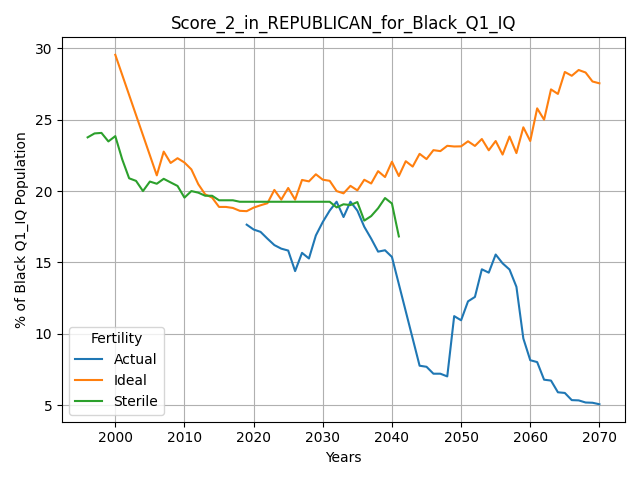 Score_2_in_REPUBLICAN_for_Black_Q1_IQ
% of Black Q1_IQ Population
30
25
20
15
10
5
Fertility
Actual
Ideal
Sterile
2000 2010 2020 2030 2040 2050 2060 2070
Years